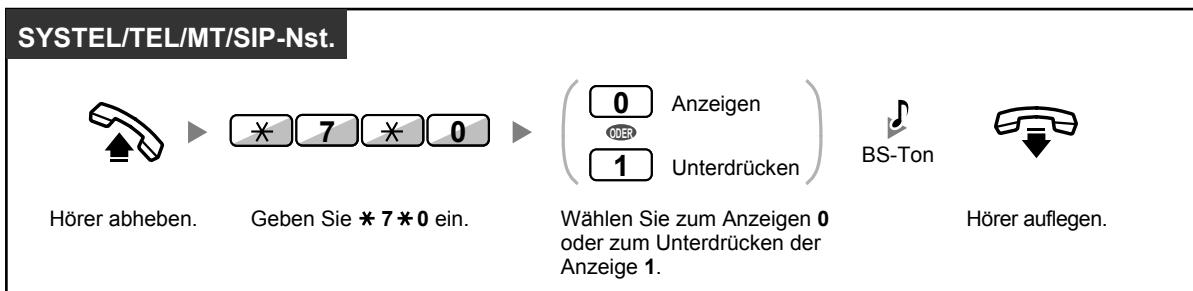 SYSTEL/TEL/MT/SIP-Nst.
✳ 7 ✳ 0
0 Anzeigen
ODER
1 Unterdrücken
BS-Ton
Hörer abheben.
Geben Sie ✳ 7 ✳ 0 ein.
Wählen Sie zum Anzeigen 0
oder zum Unterdrücken der
Anzeige 1.
Hörer auflegen.